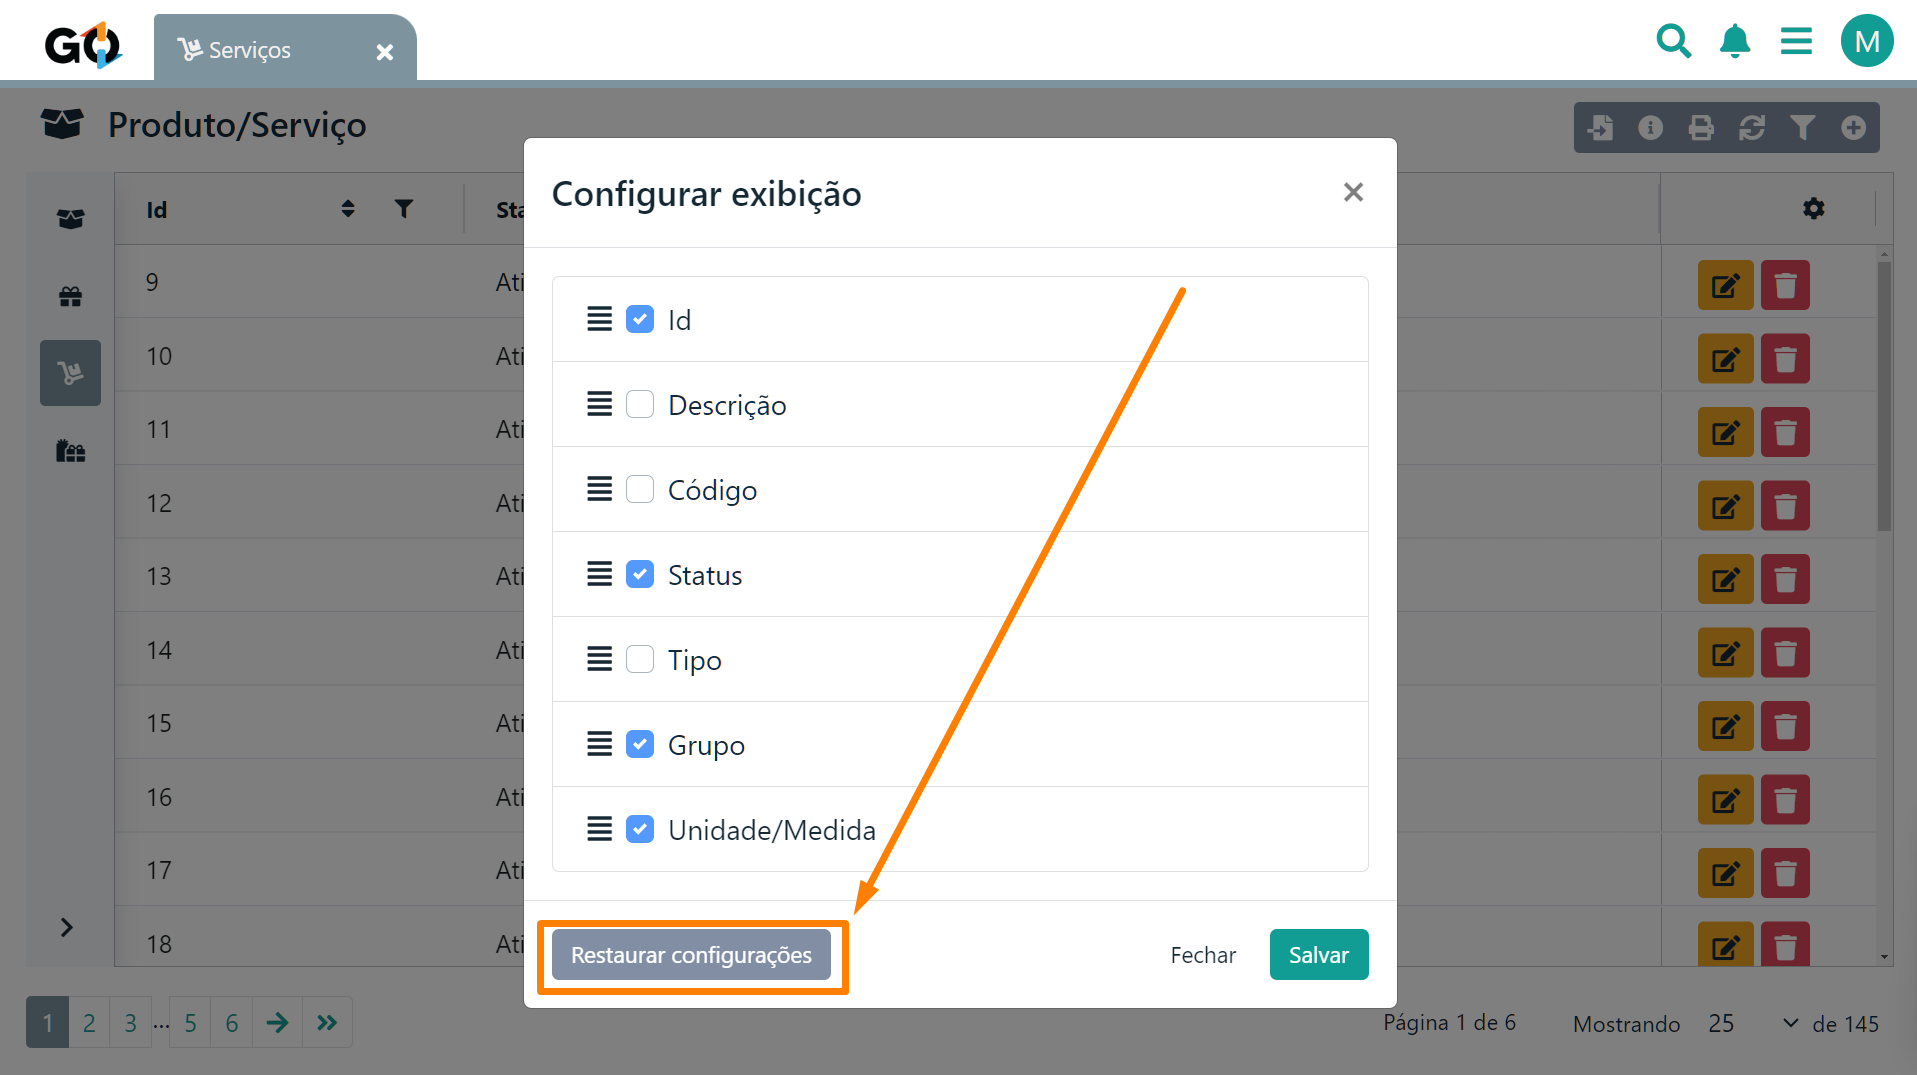 GO
Serviços
M
Produto/Serviço
Id
Sta
Configurar exibição
9 Ati
10 Ati
11 Ati
12 Ati
13 Ati
14 Ati
15 Ati
16 Ati
17 Ati
18 Ati
Id
Descrição
Código
Status
Tipo
Grupo
Unidade/Medida
Restaurar configurações
Fechar
Salvar
1 2 3 ... 5 6
Página 1 de 6
Mostrando 25 de 145